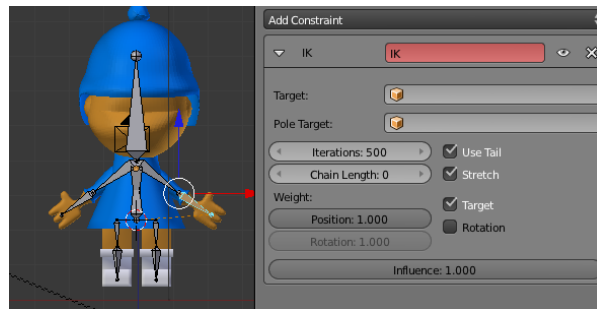 Add Constraint
IK IK
Target:
Pole Target:
Iterations: 500 Use Tail
Chain Length: 0 Stretch
Weight: Target
Position: 1.000
Rotation
Rotation: 1.000
Influence: 1.000